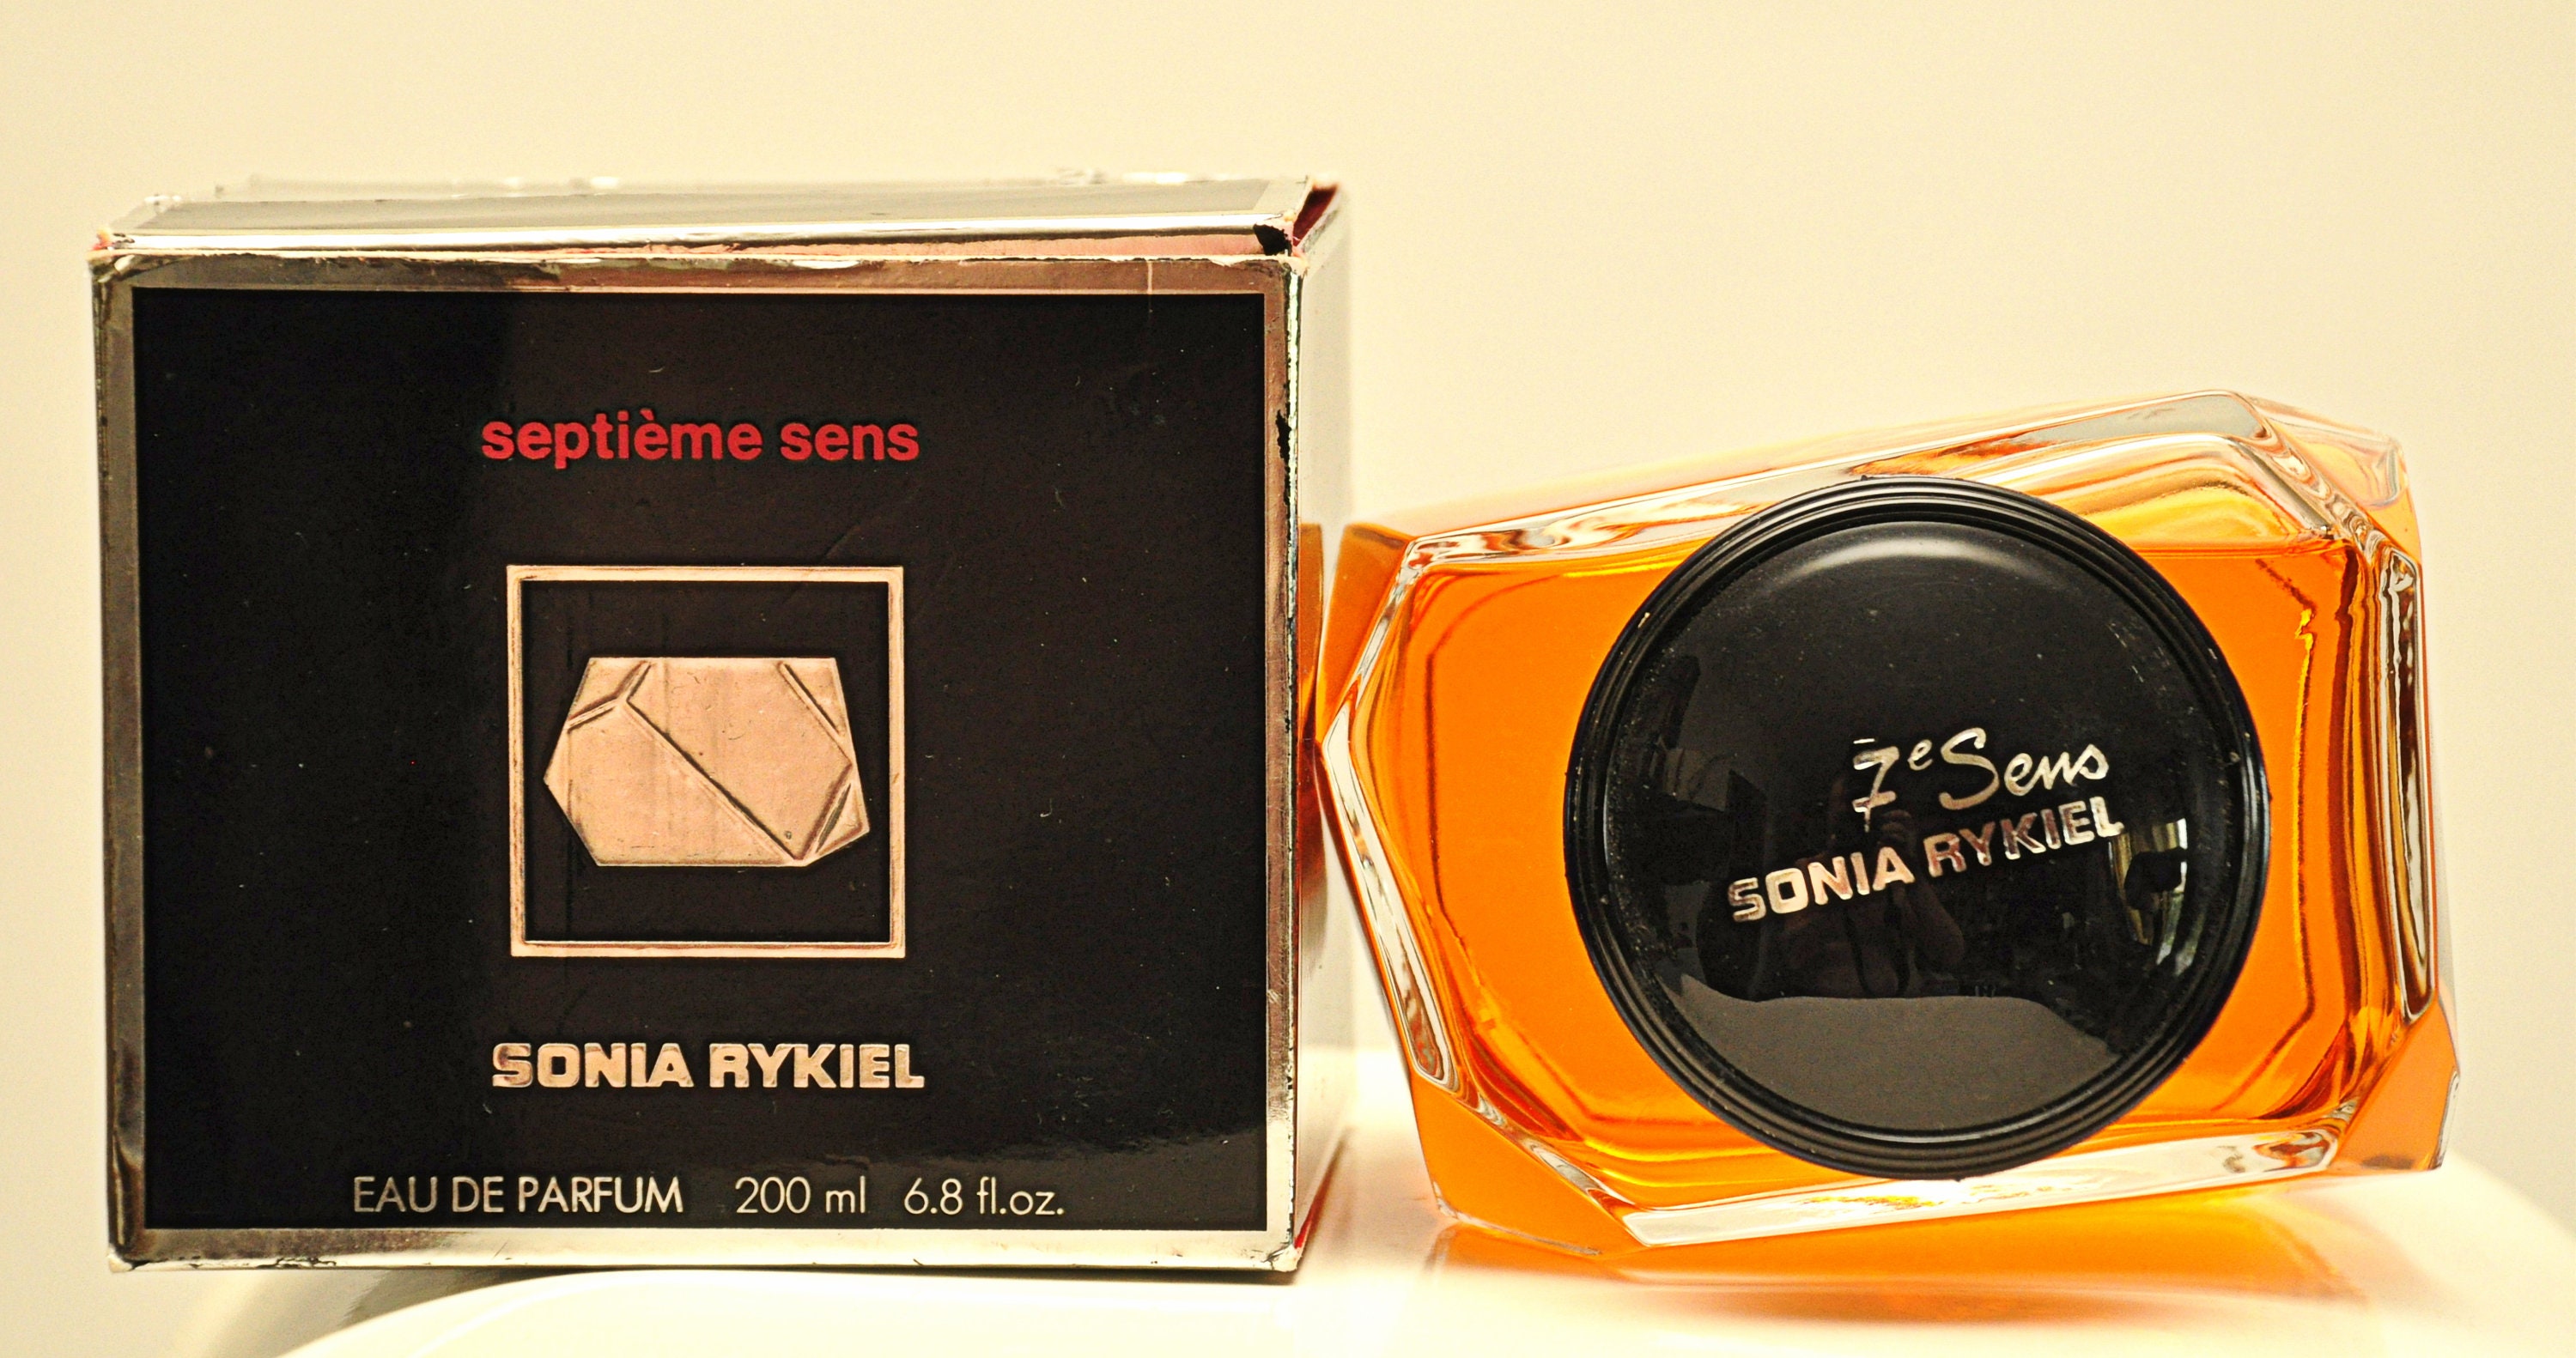 septième sens
SONIA RYKIEL
EAU DE PARFUM 200 ml 6.8 fl.oz.
7e Sens
SONIA RYKIEL